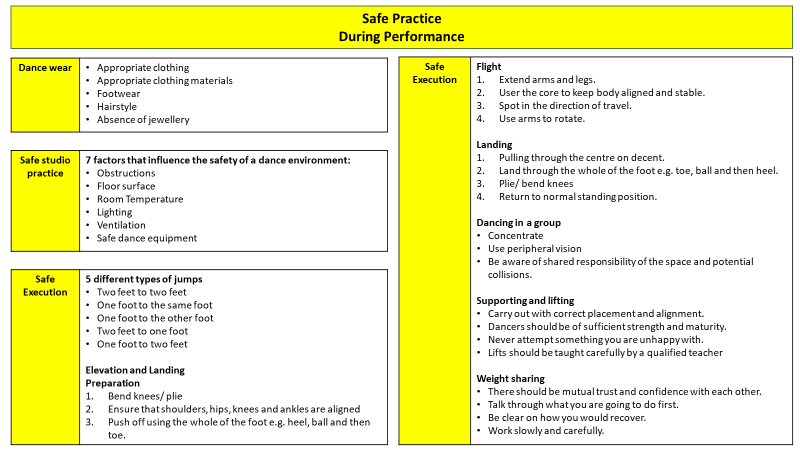 Safe Practice
During Performance
Dance wear
• Appropriate clothing
• Appropriate clothing materials
• Footwear
• Hairstyle
• Absence of jewellery
Safe studio
practice
7 factors that influence the safety of a dance environment:
• Obstructions
• Floor surface
• Room Temperature
• Lighting
• Ventilation
• Safe dance equipment
Safe
Execution
5 different types of jumps
• Two feet to two feet
• One foot to the same foot
• One foot to the other foot
• Two feet to one foot
• One foot to two feet
Elevation and Landing
Preparation
1. Bend knees/ plie
2. Ensure that shoulders, hips, knees and ankles are aligned
3. Push off using the whole of the foot e.g. heel, ball and then
toe.
Safe
Execution
Flight
1. Extend arms and legs.
2. User the core to keep body aligned and stable.
3. Spot in the direction of travel.
4. Use arms to rotate.
Landing
1. Pulling through the centre on decent.
2. Land through the whole of the foot e.g. toe, ball and then heel.
3. Plie/ bend knees
4. Return to normal standing position.
Dancing in a group
• Concentrate
• Use peripheral vision
• Be aware of shared responsibility of the space and potential
collisions.
Supporting and lifting
• Carry out with correct placement and alignment.
• Dancers should be of sufficient strength and maturity.
• Never attempt something you are unhappy with.
• Lifts should be taught carefully by a qualified teacher
Weight sharing
• There should be mutual trust and confidence with each other.
• Talk through what you are going to do first.
• Be clear on how you would recover.
• Work slowly and carefully.